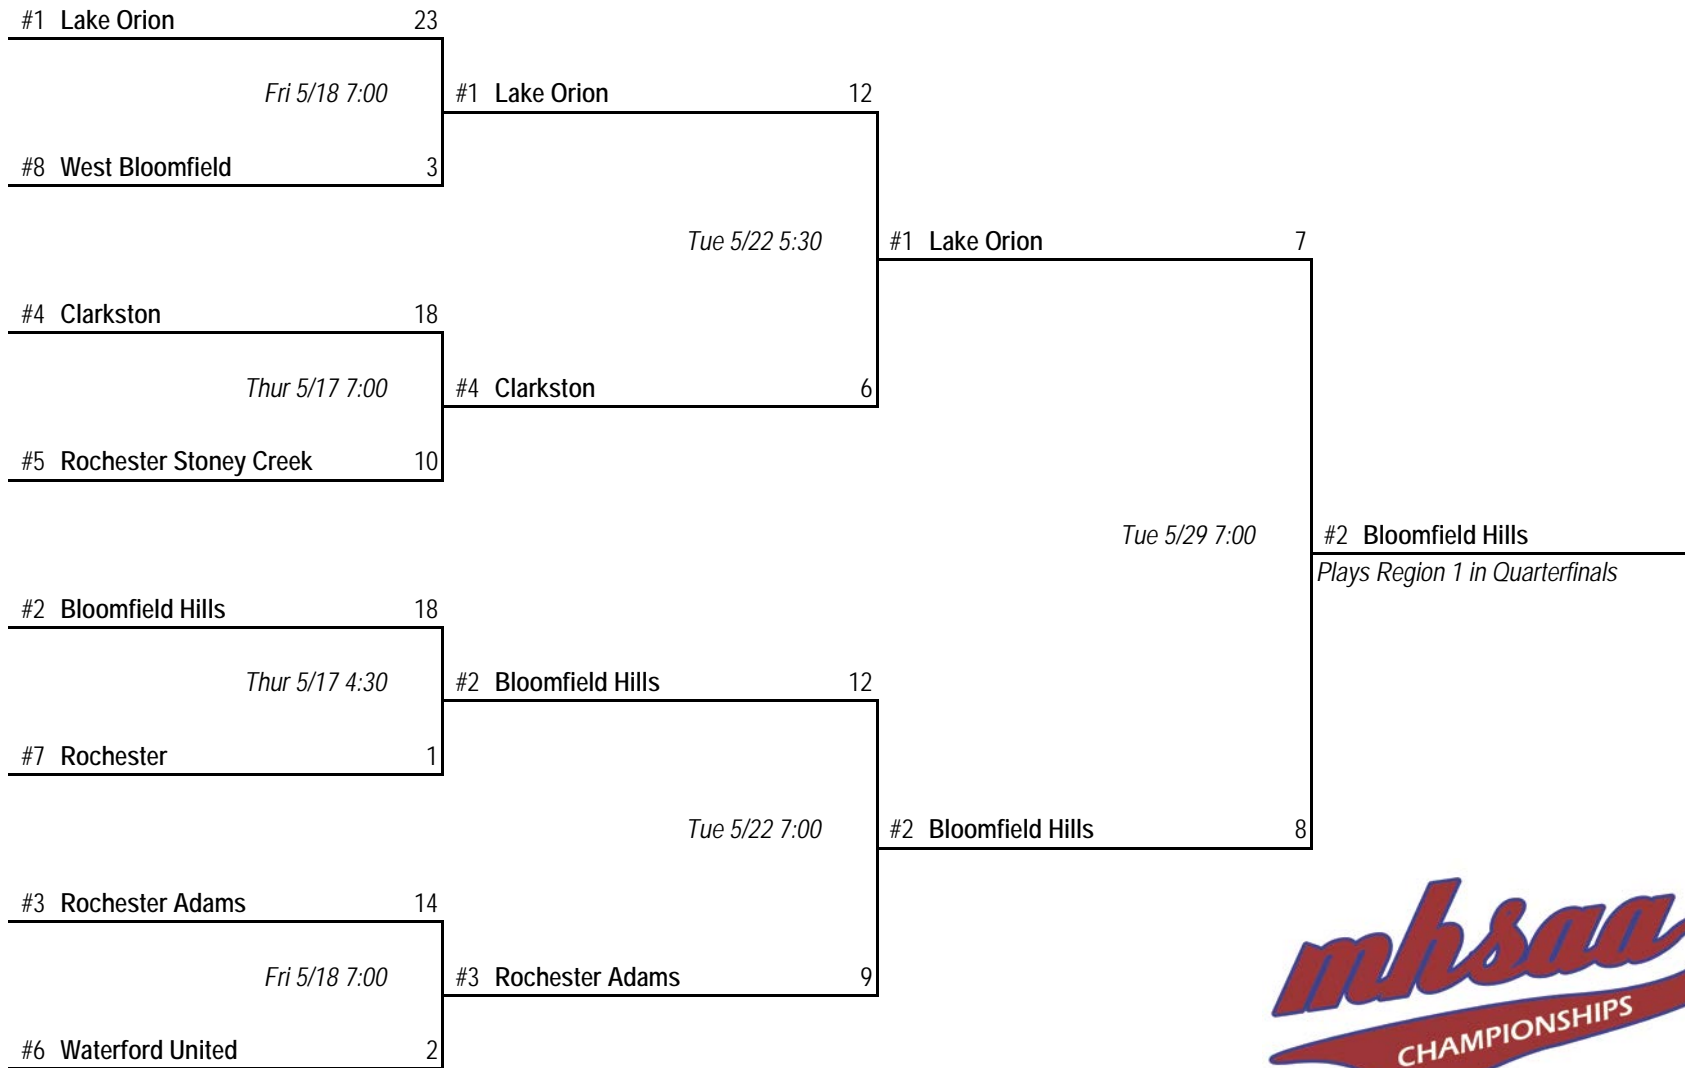 #1 Lake Orion 23
Fri 5/18 7:00
#1 Lake Orion 12
#8 West Bloomfield 3
Tue 5/22 5:30
#1 Lake Orion 7
#4 Clarkston 18
Thur 5/17 7:00
#4 Clarkston 6
#5 Rochester Stoney Creek 10
Tue 5/29 7:00
#2 Bloomfield Hills
Plays Region 1 in Quarterfinals
#2 Bloomfield Hills 18
Thur 5/17 4:30
#2 Bloomfield Hills 12
#7 Rochester 1
Tue 5/22 7:00
#2 Bloomfield Hills 8
#3 Rochester Adams 14
Fri 5/18 7:00
#3 Rochester Adams 9
#6 Waterford United 2
mhsaa
CHAMPIONSHIPS